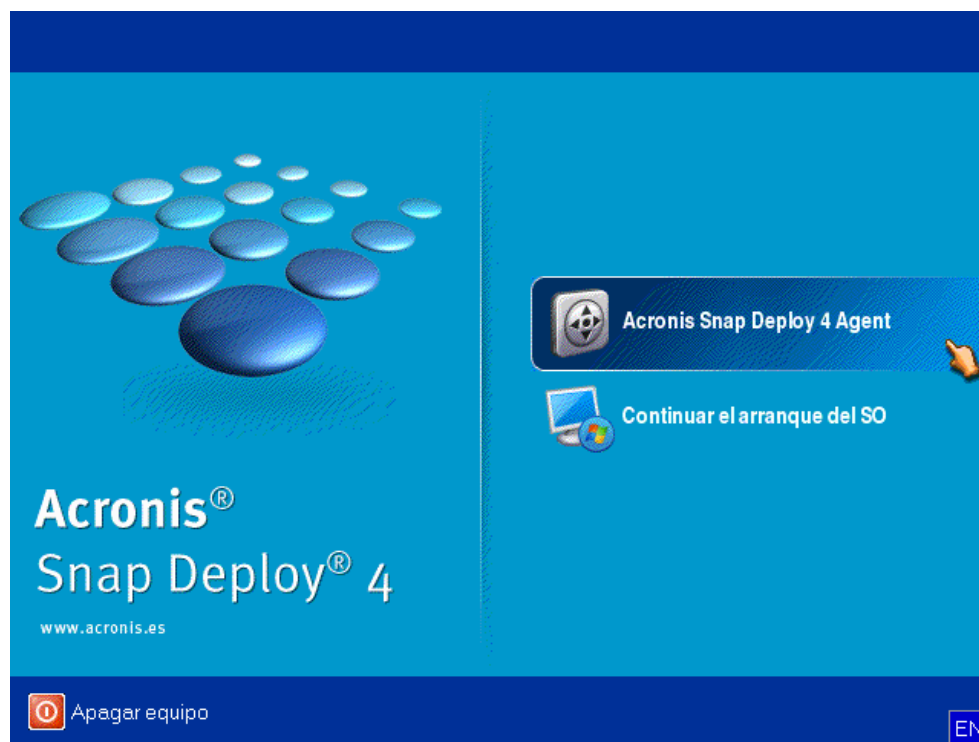 Acronis Snap Deploy 4 Agent
Continuar el arranque del SO
Acronis®
Snap Deploy® 4
www.acronis.es
Apagar equipo
EN